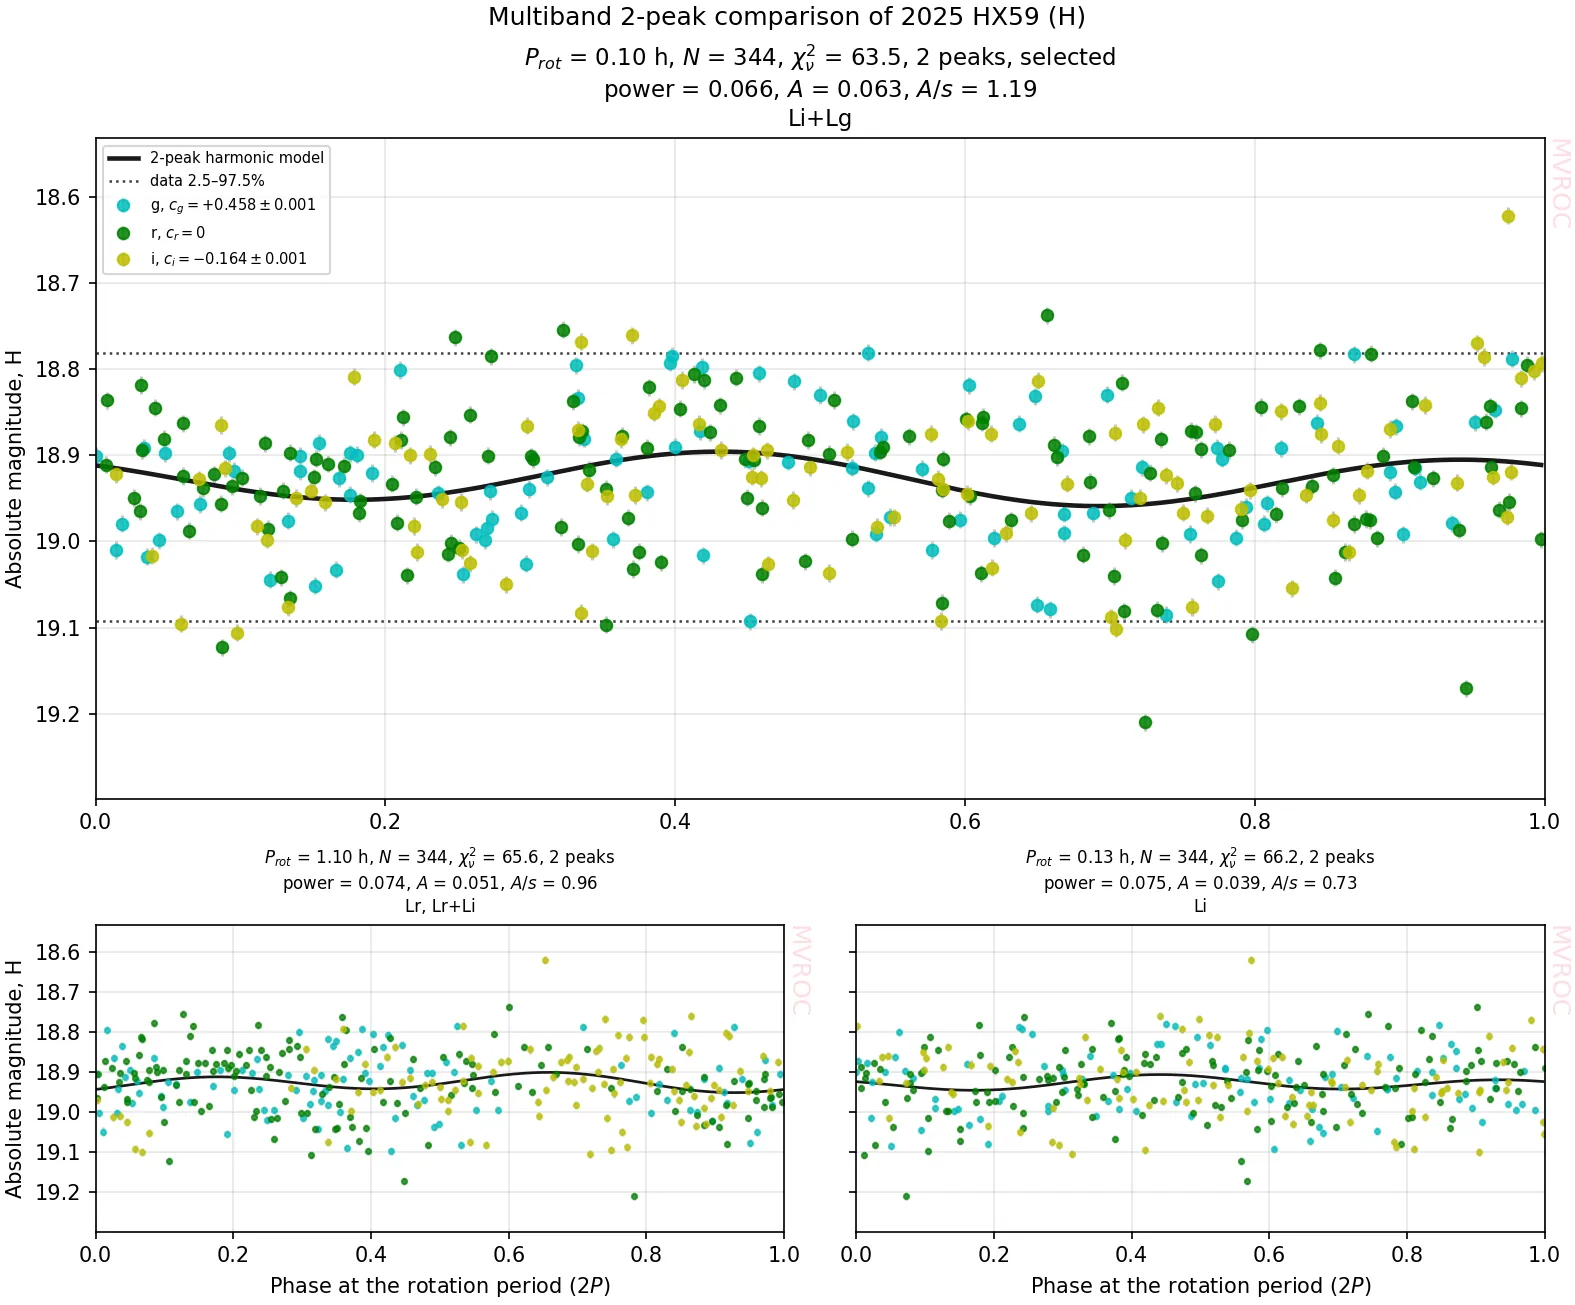 Multiband 2-peak comparison of 2025 HX59 (H)
P_rot = 0.10 h, N = 344, χ²_ν = 63.5, 2 peaks, selected
power = 0.066, A = 0.063, A/s = 1.19
Li+Lg
2-peak harmonic model
data 2.5–97.5%
g, c_g = +0.458 ± 0.001
r, c_r = 0
i, c_i = −0.164 ± 0.001
MVROC
Absolute magnitude, H
18.6
18.7
18.8
18.9
19.0
19.1
19.2
0.0 0.2 0.4 0.6 0.8 1.0
P_rot = 1.10 h, N = 344, χ²_ν = 65.6, 2 peaks
power = 0.074, A = 0.051, A/s = 0.96
Lr, Lr+Li
MVROC
Absolute magnitude, H
18.6
18.7
18.8
18.9
19.0
19.1
19.2
0.0 0.2 0.4 0.6 0.8 1.0
Phase at the rotation period (2P)
P_rot = 0.13 h, N = 344, χ²_ν = 66.2, 2 peaks
power = 0.075, A = 0.039, A/s = 0.73
Li
MVROC
0.0 0.2 0.4 0.6 0.8 1.0
Phase at the rotation period (2P)